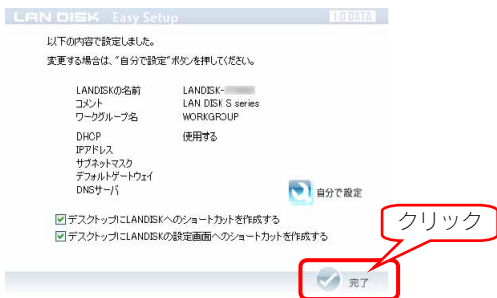 LAN DISK Easy Setup
I-O DATA
以下の内容で設定しました。
変更する場合は、"自分で設定"ボタンを押してください。
LANDISKの名前 LANDISK-
コメント LAN DISK S series
ワークグループ名 WORKGROUP
DHCP 使用する
IPアドレス
サブネットマスク
デフォルトゲートウェイ
DNSサーバ
自分で設定
デスクトップにLANDISKへのショートカットを作成する
デスクトップにLANDISKの設定画面へのショートカットを作成する
クリック
完了